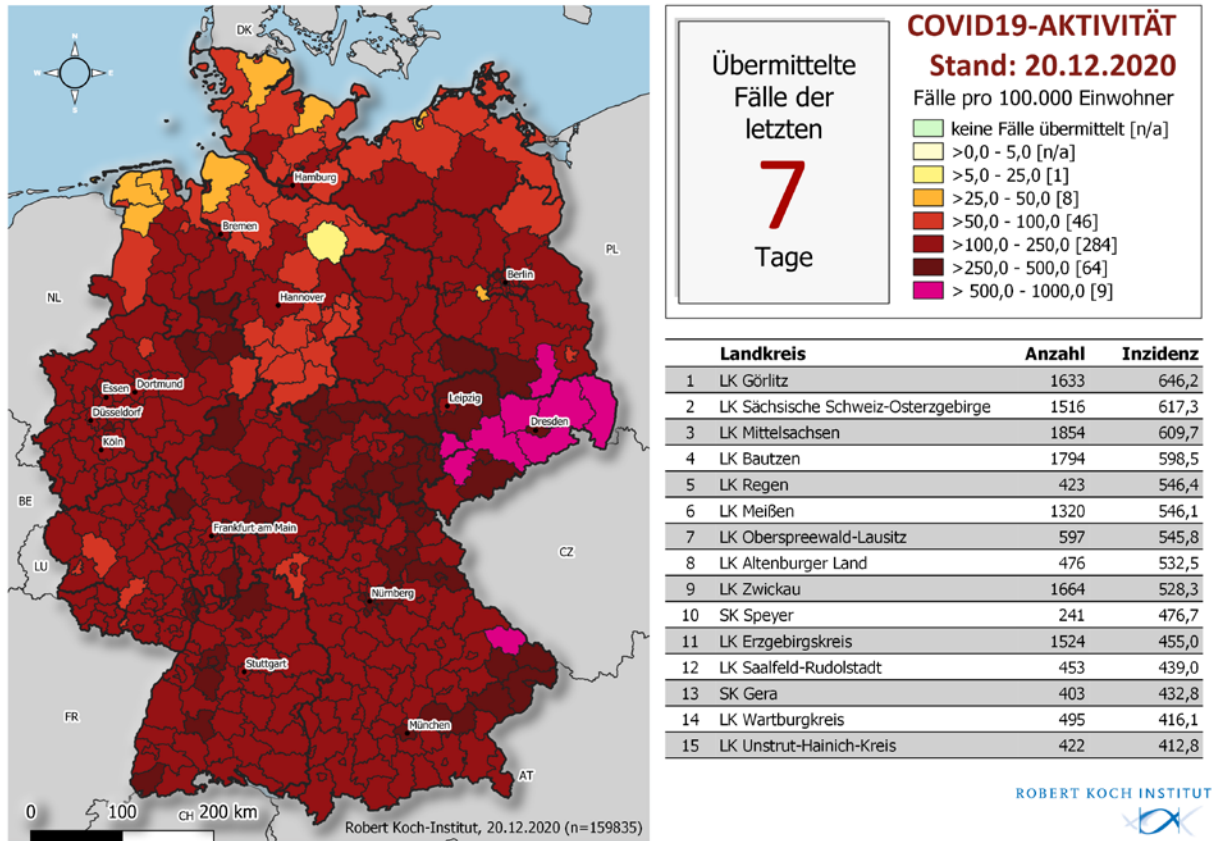 DK
N
W
E
S
Hamburg
Bremen
PL
Berlin
NL
Hannover
Essen
Dortmund
Leipzig
Düsseldorf
Dresden
Köln
BE
Frankfurt am Main
CZ
LU
Nürnberg
Stuttgart
FR
München
AT
0 100 CH 200 km
Robert Koch-Institut, 20.12.2020 (n=159835)
Übermittelte
Fälle der
letzten
7
Tage
COVID19-AKTIVITÄT
Stand: 20.12.2020
Fälle pro 100.000 Einwohner
keine Fälle übermittelt [n/a]
>0,0 - 5,0 [n/a]
>5,0 - 25,0 [1]
>25,0 - 50,0 [8]
>50,0 - 100,0 [46]
>100,0 - 250,0 [284]
>250,0 - 500,0 [64]
> 500,0 - 1000,0 [9]
Landkreis Anzahl Inzidenz
1 LK Görlitz 1633 646,2
2 LK Sächsische Schweiz-Osterzgebirge 1516 617,3
3 LK Mittelsachsen 1854 609,7
4 LK Bautzen 1794 598,5
5 LK Regen 423 546,4
6 LK Meißen 1320 546,1
7 LK Oberspreewald-Lausitz 597 545,8
8 LK Altenburger Land 476 532,5
9 LK Zwickau 1664 528,3
10 SK Speyer 241 476,7
11 LK Erzgebirgskreis 1524 455,0
12 LK Saalfeld-Rudolstadt 453 439,0
13 SK Gera 403 432,8
14 LK Wartburgkreis 495 416,1
15 LK Unstrut-Hainich-Kreis 422 412,8
ROBERT KOCH INSTITUT